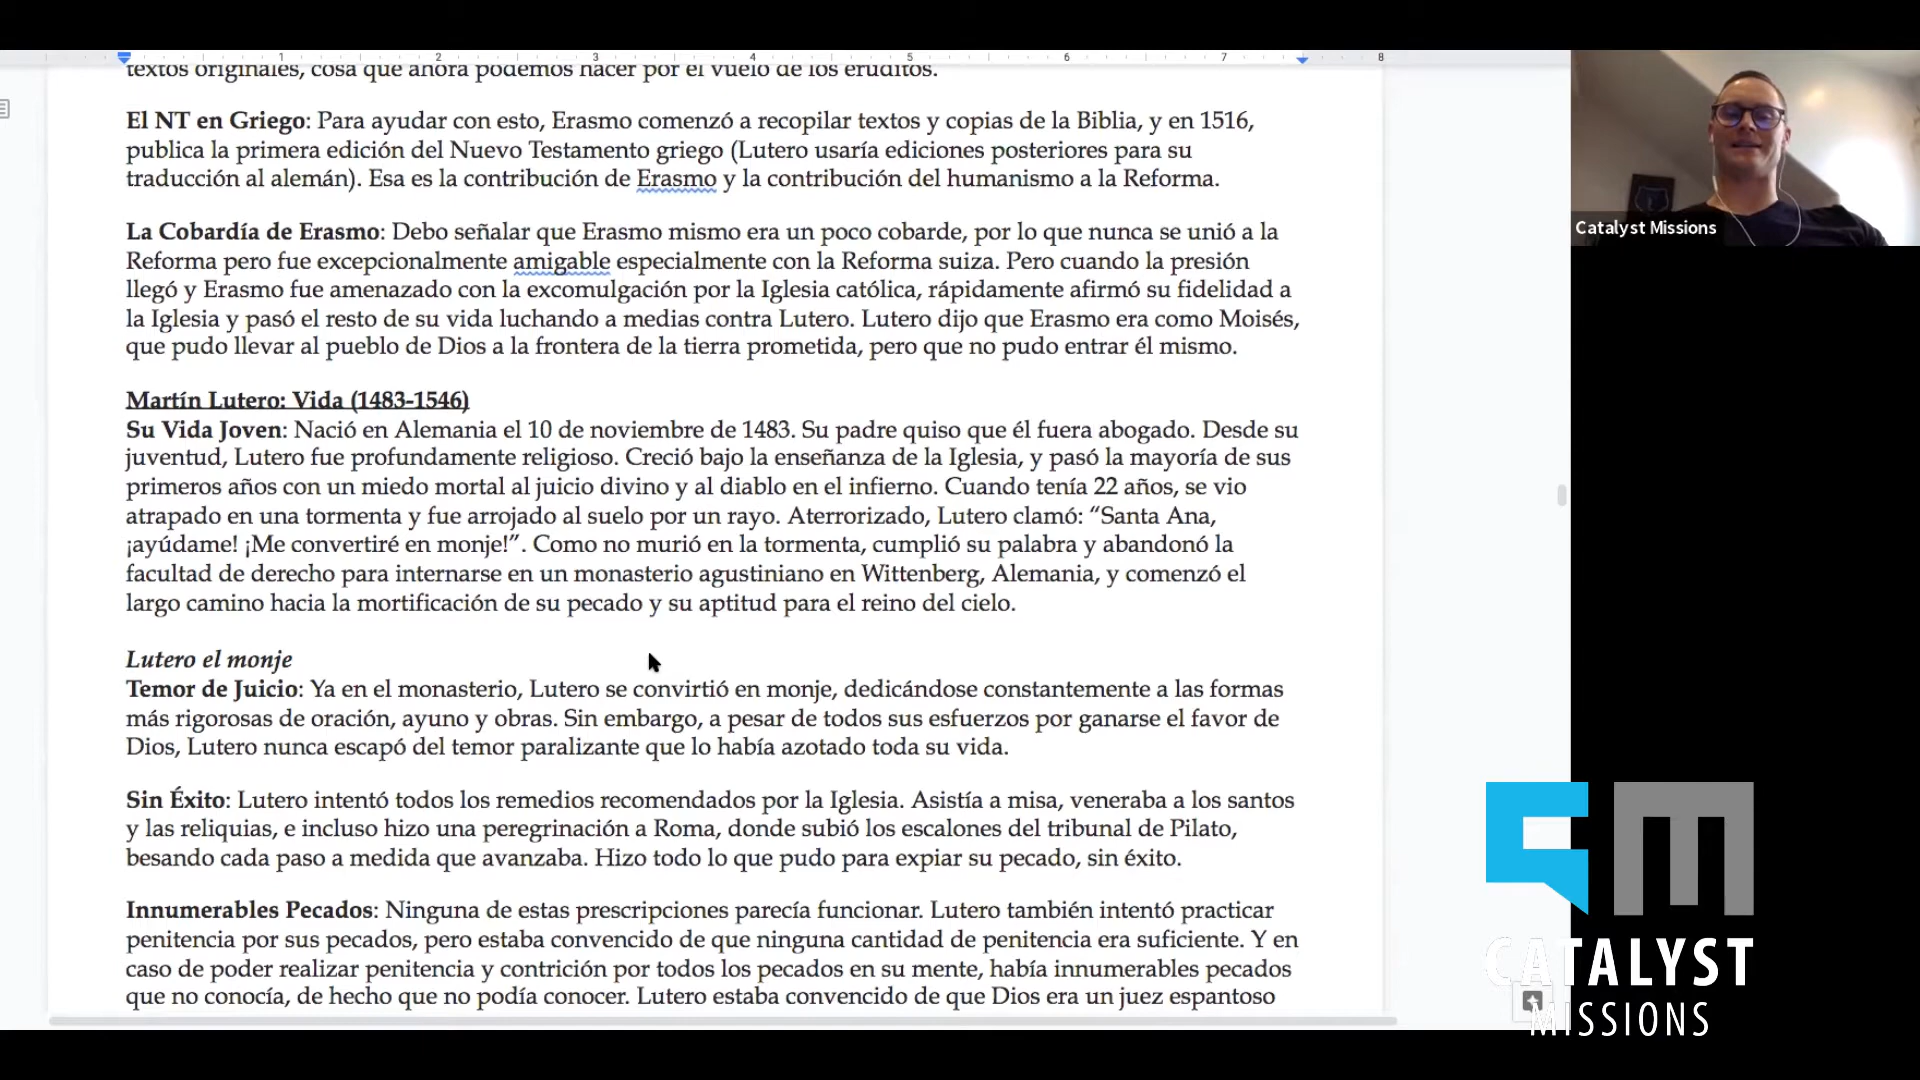 1 2 3 4 5 6 7 8
textos originales, cosa que ahora podemos hacer por el vuelo de los eruditos.
El NT en Griego: Para ayudar con esto, Erasmo comenzó a recopilar textos y copias de la Biblia, y en 1516,
publica la primera edición del Nuevo Testamento griego (Lutero usaría ediciones posteriores para su
traducción al alemán). Esa es la contribución de Erasmo y la contribución del humanismo a la Reforma.
La Cobardía de Erasmo: Debo señalar que Erasmo mismo era un poco cobarde, por lo que nunca se unió a la
Reforma pero fue excepcionalmente amigable especialmente con la Reforma suiza. Pero cuando la presión
llegó y Erasmo fue amenazado con la excomulgación por la Iglesia católica, rápidamente afirmó su fidelidad a
la Iglesia y pasó el resto de su vida luchando a medias contra Lutero. Lutero dijo que Erasmo era como Moisés,
que pudo llevar al pueblo de Dios a la frontera de la tierra prometida, pero que no pudo entrar él mismo.
Martín Lutero: Vida (1483-1546)
Su Vida Joven: Nació en Alemania el 10 de noviembre de 1483. Su padre quiso que él fuera abogado. Desde su
juventud, Lutero fue profundamente religioso. Creció bajo la enseñanza de la Iglesia, y pasó la mayoría de sus
primeros años con un miedo mortal al juicio divino y al diablo en el infierno. Cuando tenía 22 años, se vio
atrapado en una tormenta y fue arrojado al suelo por un rayo. Aterrorizado, Lutero clamó: “Santa Ana,
¡ayúdame! ¡Me convertiré en monje!”. Como no murió en la tormenta, cumplió su palabra y abandonó la
facultad de derecho para internarse en un monasterio agustiniano en Wittenberg, Alemania, y comenzó el
largo camino hacia la mortificación de su pecado y su aptitud para el reino del cielo.
Lutero el monje
Temor de Juicio: Ya en el monasterio, Lutero se convirtió en monje, dedicándose constantemente a las formas
más rigorosas de oración, ayuno y obras. Sin embargo, a pesar de todos sus esfuerzos por ganarse el favor de
Dios, Lutero nunca escapó del temor paralizante que lo había azotado toda su vida.
Sin Éxito: Lutero intentó todos los remedios recomendados por la Iglesia. Asistía a misa, veneraba a los santos
y las reliquias, e incluso hizo una peregrinación a Roma, donde subió los escalones del tribunal de Pilato,
besando cada paso a medida que avanzaba. Hizo todo lo que pudo para expiar su pecado, sin éxito.
Innumerables Pecados: Ninguna de estas prescripciones parecía funcionar. Lutero también intentó practicar
penitencia por sus pecados, pero estaba convencido de que ninguna cantidad de penitencia era suficiente. Y en
caso de poder realizar penitencia y contrición por todos los pecados en su mente, había innumerables pecados
que no conocía, de hecho que no podía conocer. Lutero estaba convencido de que Dios era un juez espantoso
Catalyst Missions
CATALYST
MISSIONS